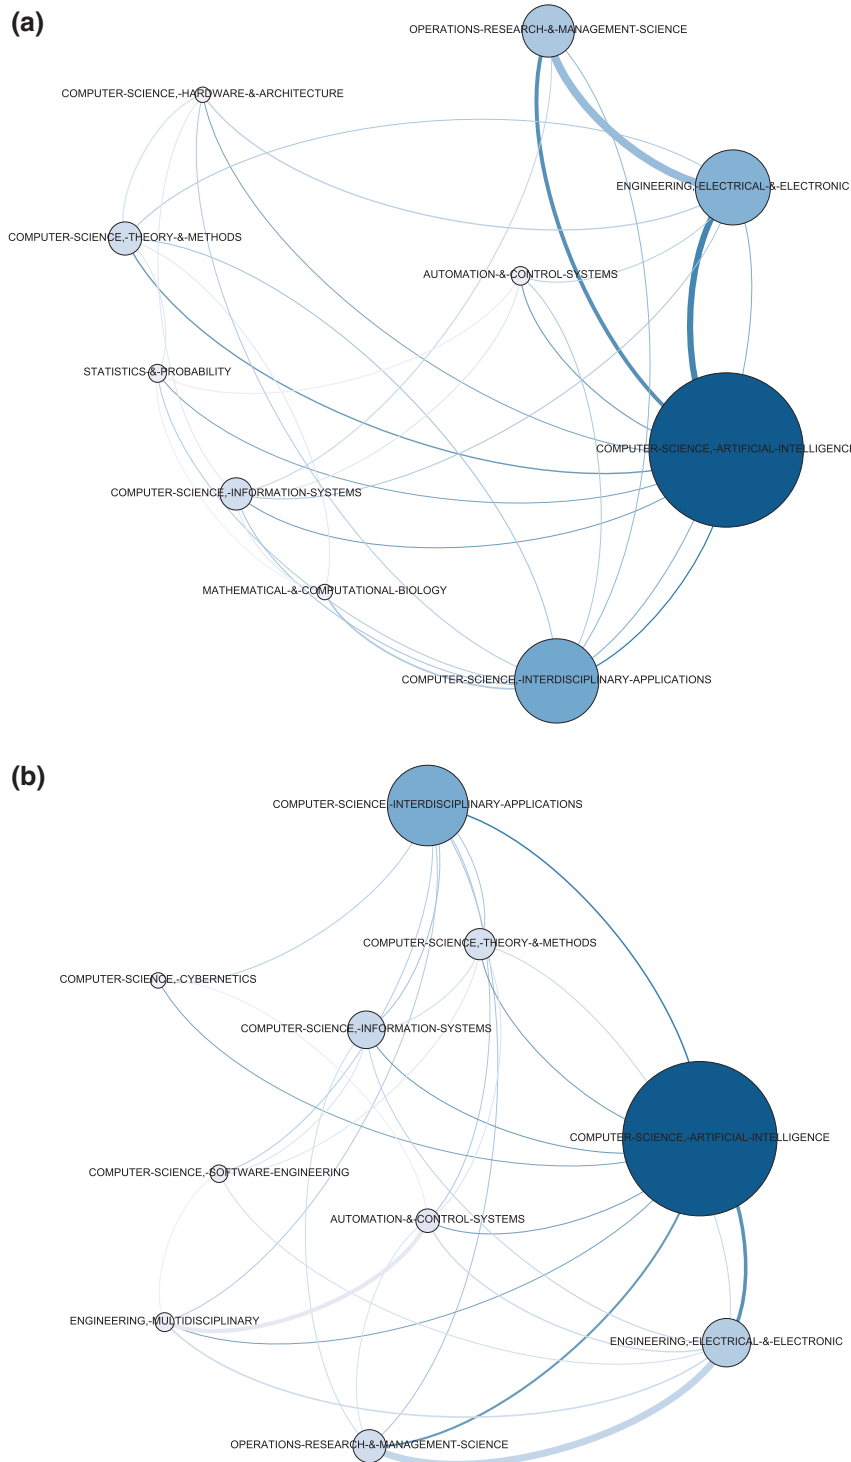 (a)
OPERATIONS-RESEARCH-&-MANAGEMENT-SCIENCE
COMPUTER-SCIENCE,-HARDWARE-&-ARCHITECTURE
ENGINEERING,-ELECTRICAL-&-ELECTRONIC
COMPUTER-SCIENCE,-THEORY-&-METHODS
AUTOMATION-&-CONTROL-SYSTEMS
STATISTICS-&-PROBABILITY
COMPUTER-SCIENCE,-ARTIFICIAL-INTELLIGENCE
COMPUTER-SCIENCE,-INFORMATION-SYSTEMS
MATHEMATICAL-&-COMPUTATIONAL-BIOLOGY
COMPUTER-SCIENCE,-INTERDISCIPLINARY-APPLICATIONS
(b)
COMPUTER-SCIENCE,-INTERDISCIPLINARY-APPLICATIONS
COMPUTER-SCIENCE,-THEORY-&-METHODS
COMPUTER-SCIENCE,-CYBERNETICS
COMPUTER-SCIENCE,-INFORMATION-SYSTEMS
COMPUTER-SCIENCE,-ARTIFICIAL-INTELLIGENCE
COMPUTER-SCIENCE,-SOFTWARE-ENGINEERING
AUTOMATION-&-CONTROL-SYSTEMS
ENGINEERING,-MULTIDISCIPLINARY
ENGINEERING,-ELECTRICAL-&-ELECTRONIC
OPERATIONS-RESEARCH-&-MANAGEMENT-SCIENCE